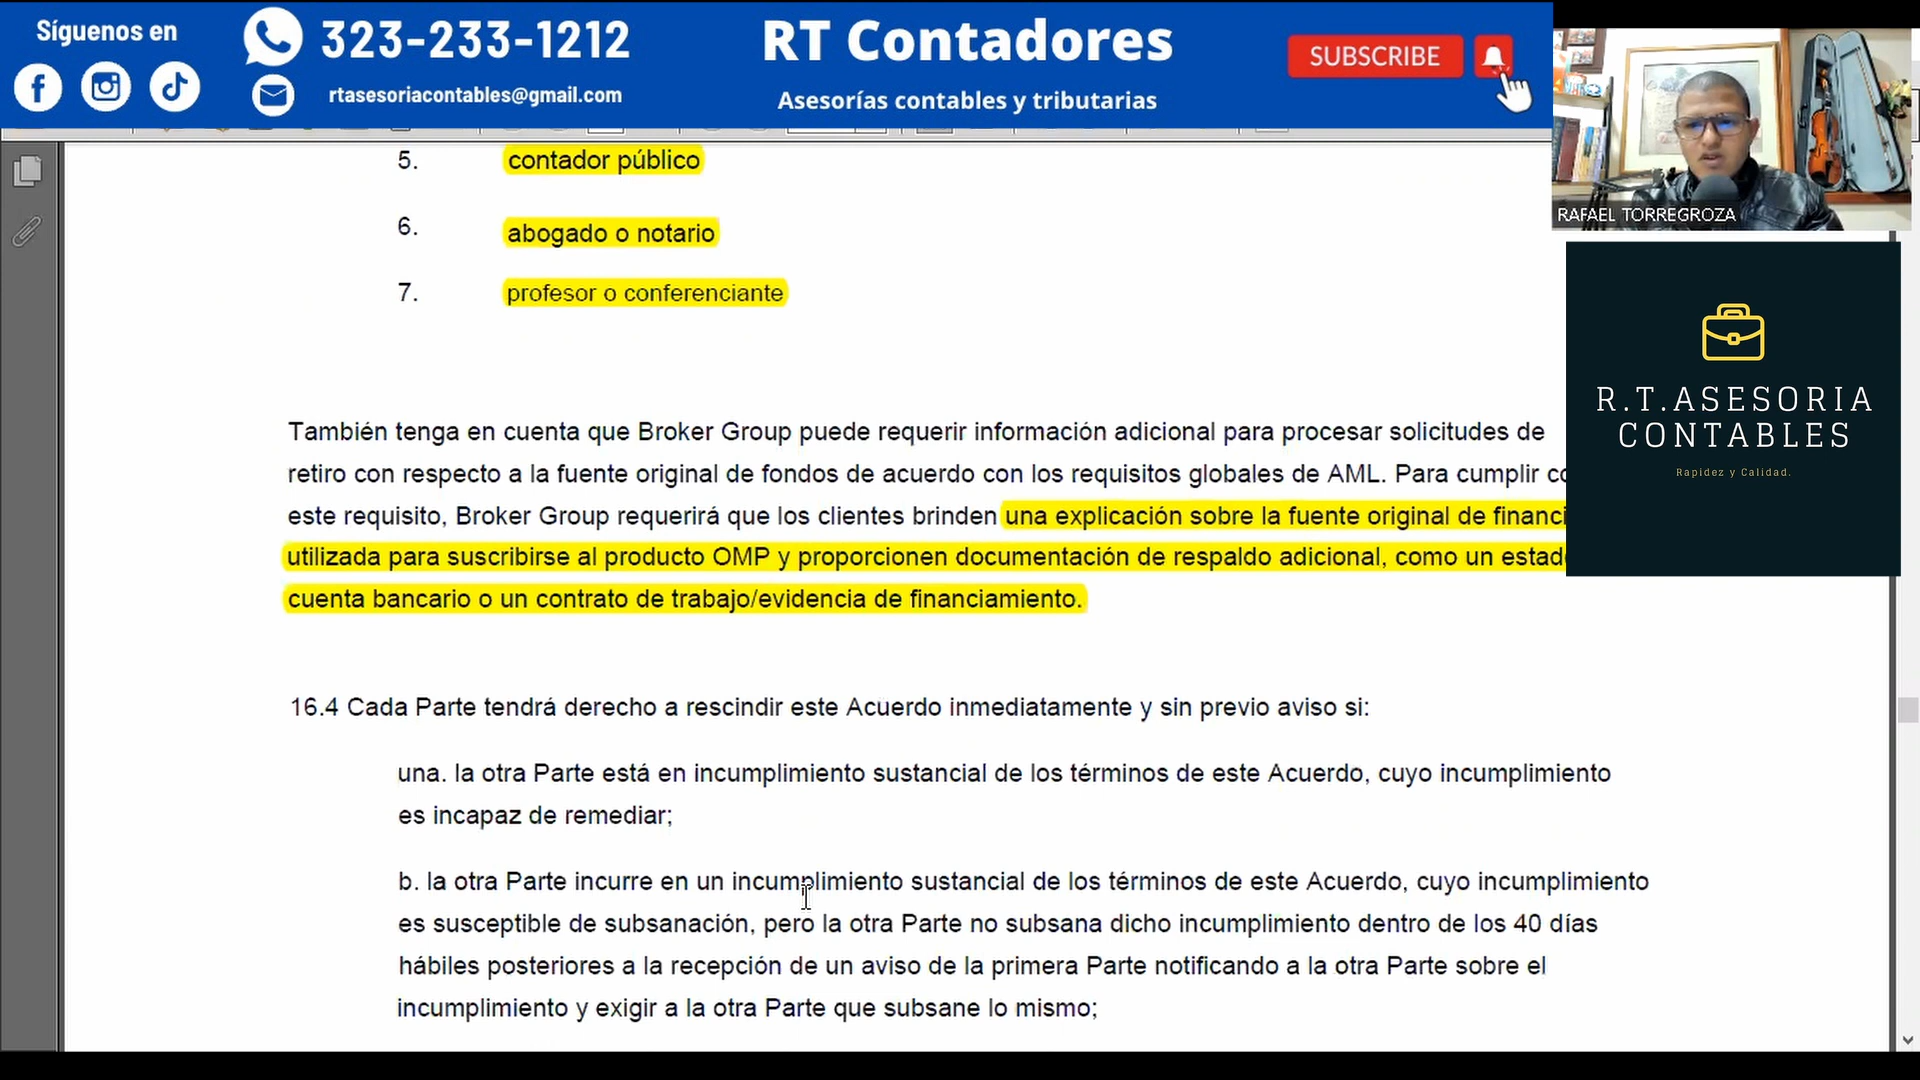 Síguenos en
323-233-1212
rtasesoriacontables@gmail.com
RT Contadores
Asesorías contables y tributarias
SUBSCRIBE
RAFAEL TORREGROZA
R.T.ASESORIA
CONTABLES
Rapidez y Calidad.
5. contador público
6. abogado o notario
7. profesor o conferenciante
También tenga en cuenta que Broker Group puede requerir información adicional para procesar solicitudes de
retiro con respecto a la fuente original de fondos de acuerdo con los requisitos globales de AML. Para cumplir
este requisito, Broker Group requerirá que los clientes brinden una explicación sobre la fuente original de
utilizada para suscribirse al producto OMP y proporcionen documentación de respaldo adicional, como un
cuenta bancario o un contrato de trabajo/evidencia de financiamiento.
16.4 Cada Parte tendrá derecho a rescindir este Acuerdo inmediatamente y sin previo aviso si:
una. la otra Parte está en incumplimiento sustancial de los términos de este Acuerdo, cuyo incumplimiento
es incapaz de remediar;
b. la otra Parte incurre en un incumplimiento sustancial de los términos de este Acuerdo, cuyo incumplimiento
es susceptible de subsanación, pero la otra Parte no subsana dicho incumplimiento dentro de los 40 días
hábiles posteriores a la recepción de un aviso de la primera Parte notificando a la otra Parte sobre el
incumplimiento y exigir a la otra Parte que subsane lo mismo;